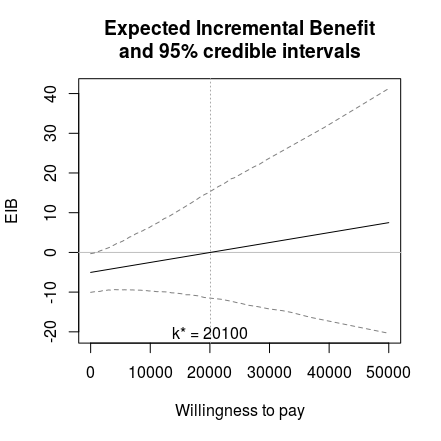 Expected Incremental Benefit
and 95% credible intervals
EIB
40
30
20
10
0
-10
-20
k* = 20100
0 10000 20000 30000 40000 50000
Willingness to pay